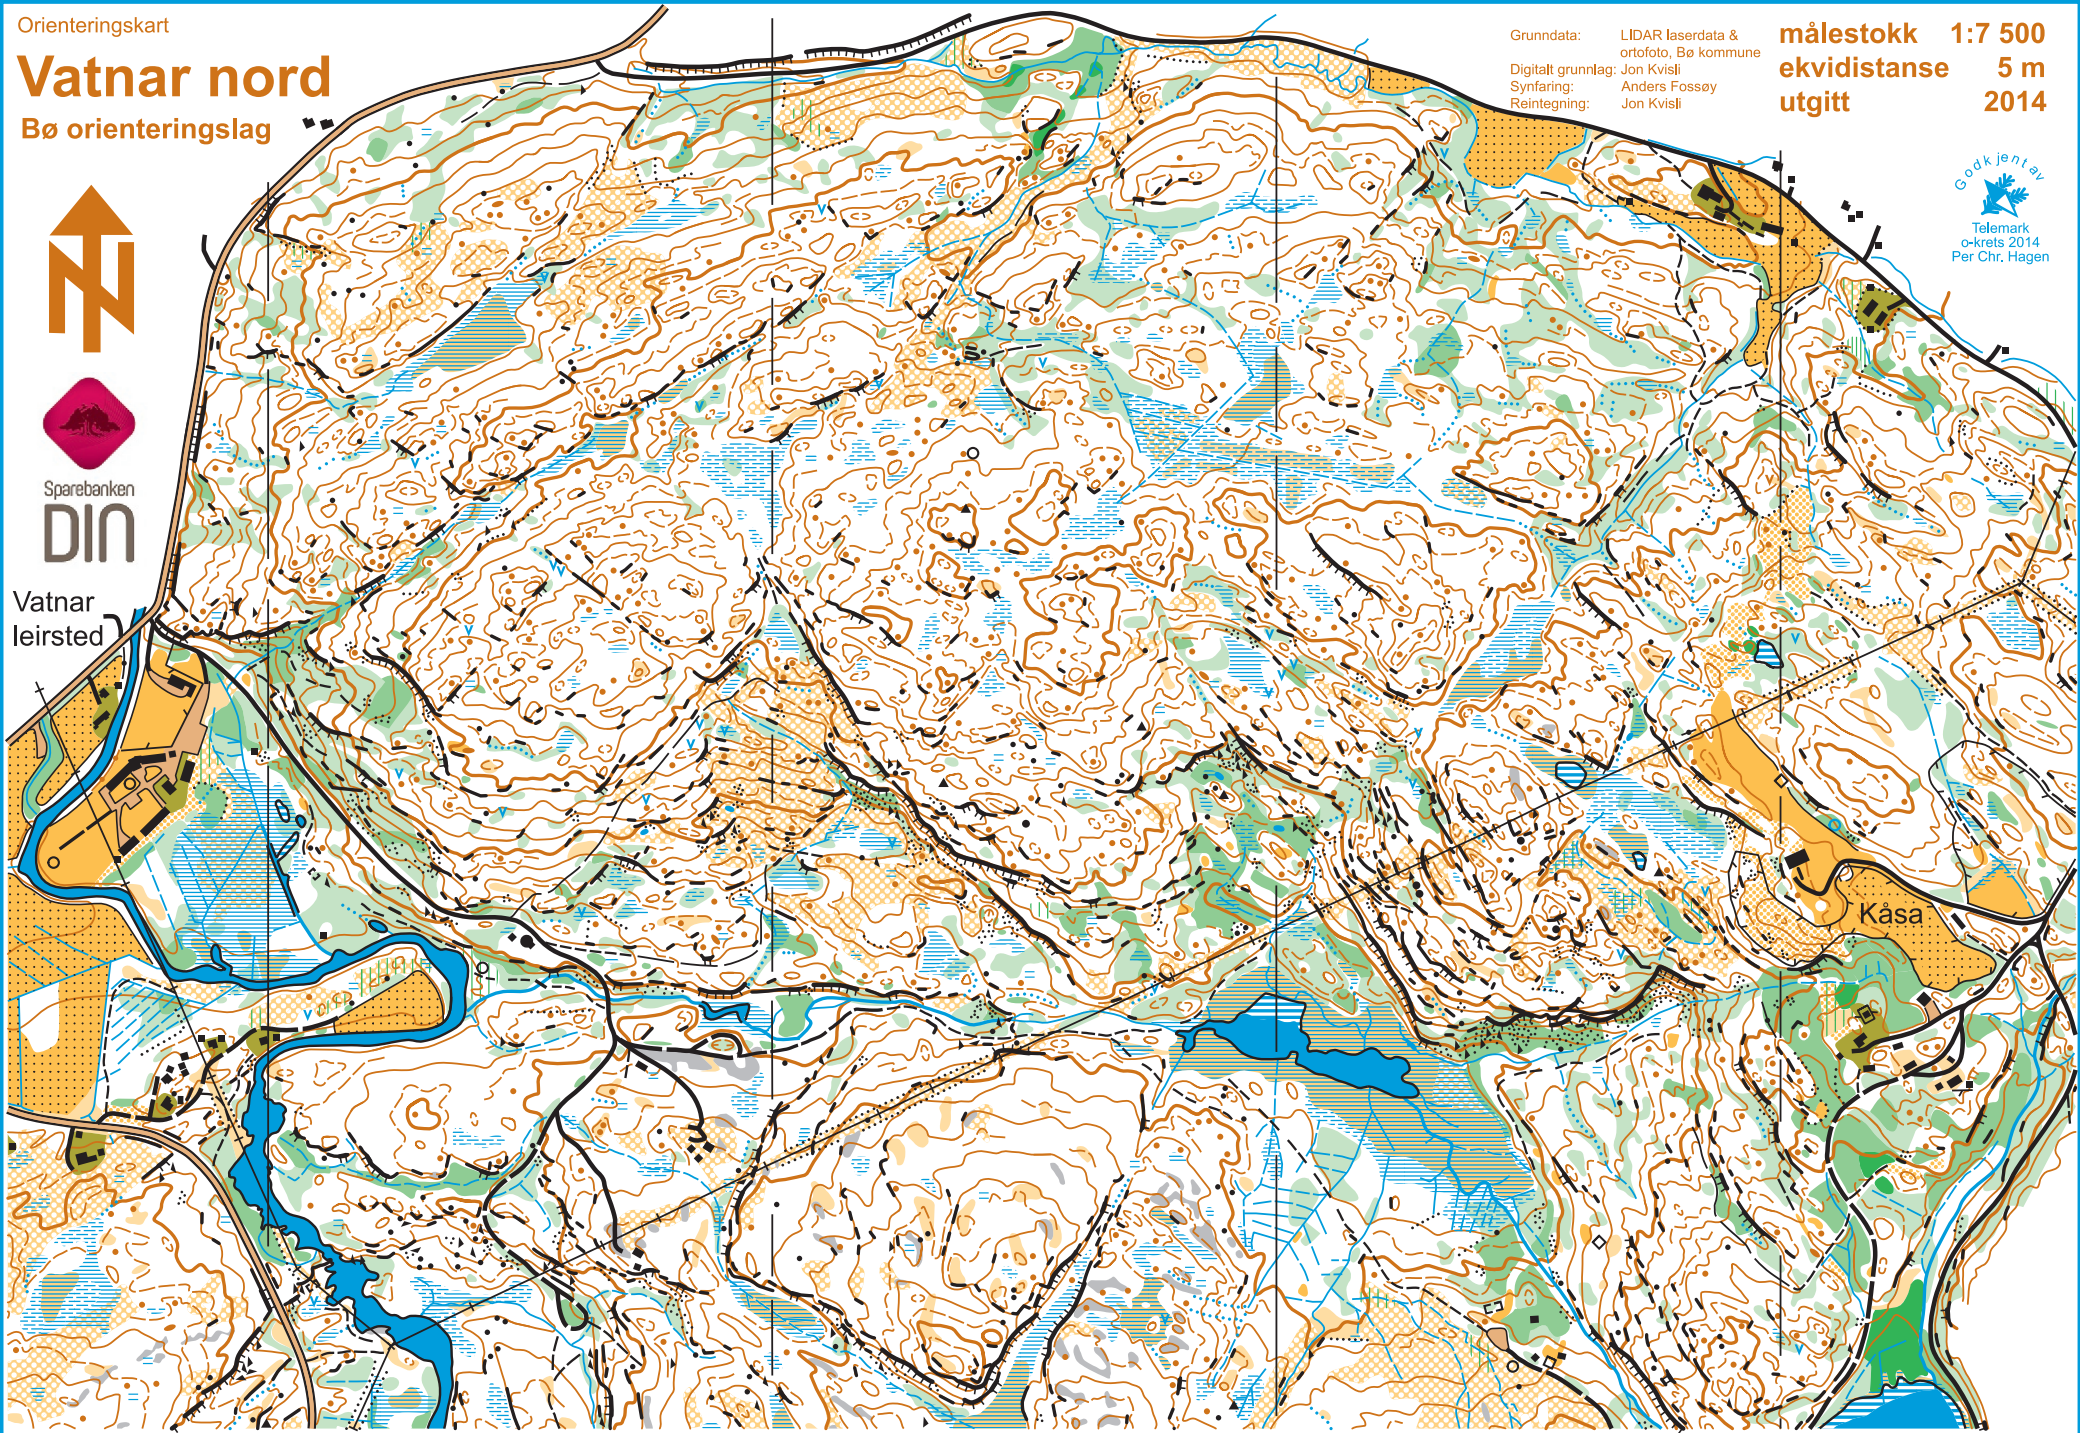 Orienteringskart
Vatnar nord
Bø orienteringslag
Grunndata: LIDAR laserdata &
ortofoto, Bø kommune
Digitalt grunnlag: Jon Kvisli
Synfaring: Anders Fossøy
Reintegning: Jon Kvisli
målestokk 1:7 500
ekvidistanse 5 m
utgitt 2014
Godkjent av
Telemark
o-krets 2014
Per Chr. Hagen
Sparebanken
DIN
Vatnar
leirsted
Kåsa